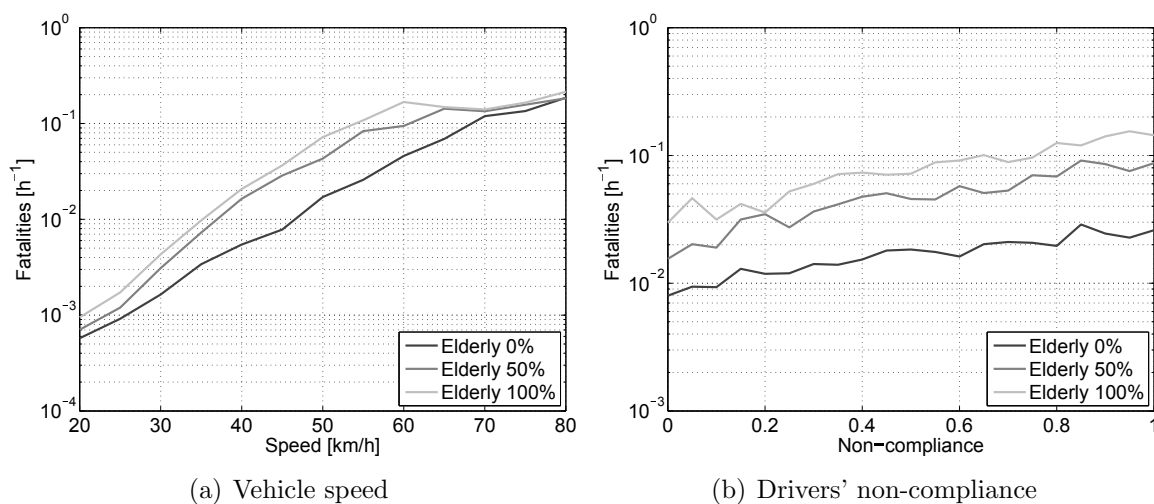 10^0
10^-1
10^-2
10^-3
10^-4
Fatalities [h^-1]
20 30 40 50 60 70 80
Speed [km/h]
Elderly 0%
Elderly 50%
Elderly 100%
(a) Vehicle speed
10^0
10^-1
10^-2
10^-3
Fatalities [h^-1]
0 0.2 0.4 0.6 0.8 1
Non−compliance
Elderly 0%
Elderly 50%
Elderly 100%
(b) Drivers' non-compliance